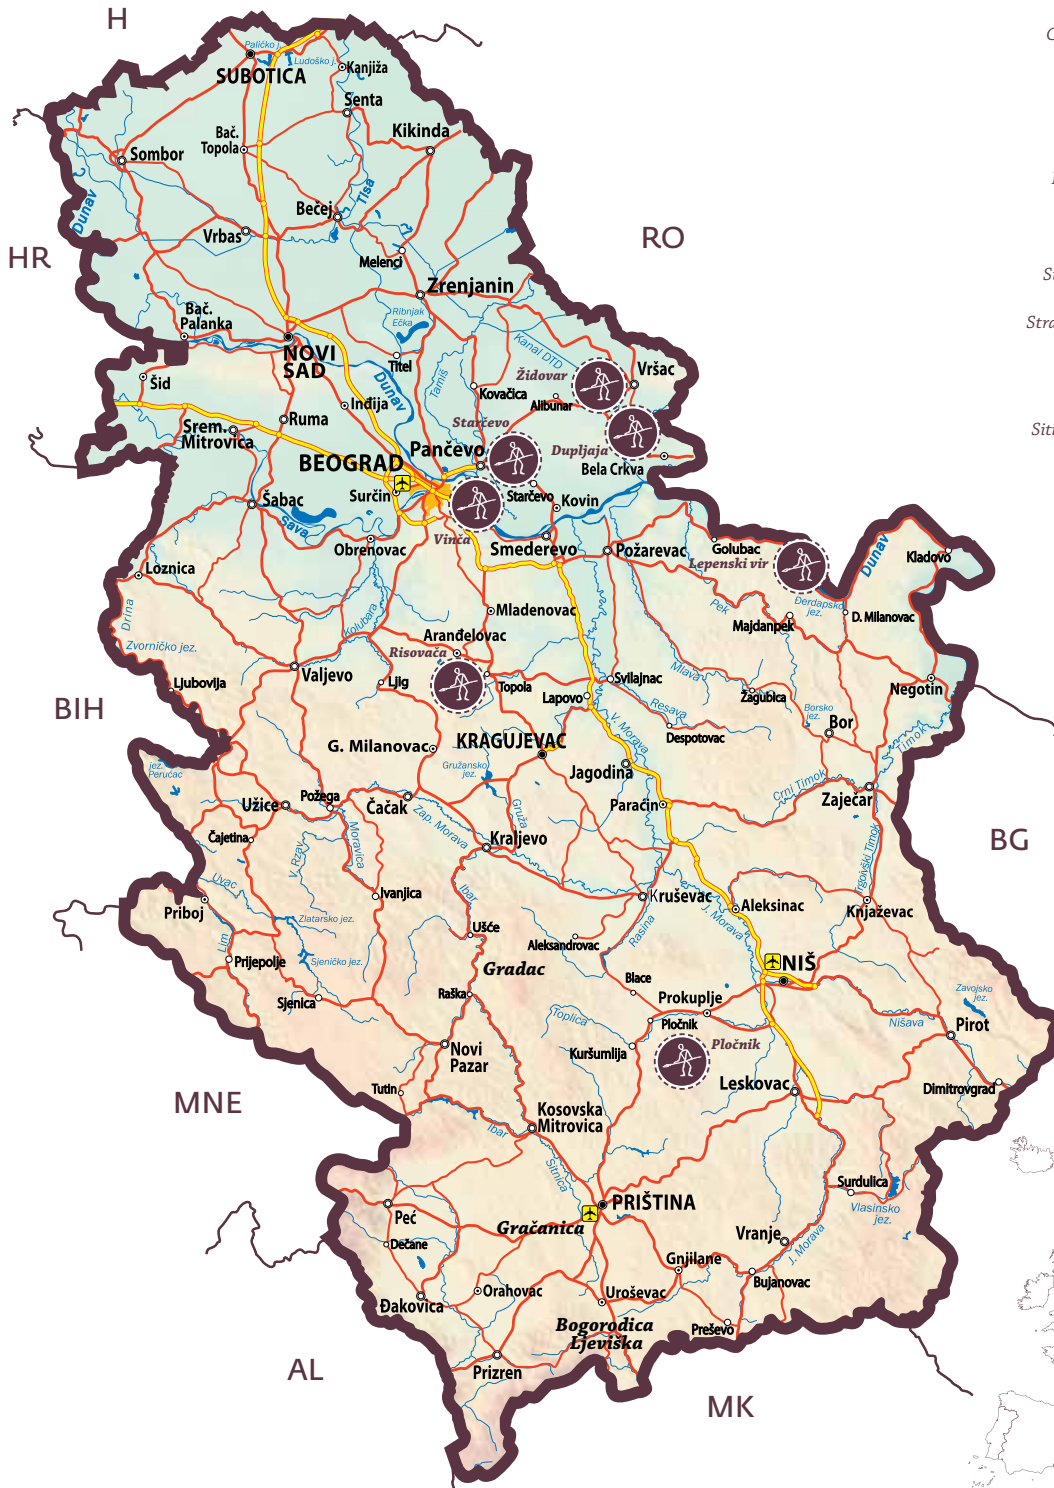 H
Palićko j.
Ludoško j.
SUBOTICA
Kanjiža
Senta
Bač.
Topola
Kikinda
Sombor
Tisa
Dunav
Bečej
Vrbas
RO
HR
Melenci
Zrenjanin
Bač.
Palanka
Ribnjak
Ečka
NOVI
SAD
Kanal DTD
Titel
Židovar
Vršac
Šid
Dunav
Tamiš
Kovačica
Alibunar
Inđija
Ruma
Starčevo
Srem.
Mitrovica
Pančevo
Dupljaja
BEOGRAD
Bela Crkva
Surčin
Starčevo
Kovin
Šabac
Sava
Vinča
Obrenovac
Smederevo
Požarevac
Golubac
Lepenski vir
Dunav
Kladovo
Loznica
Đerdapsko
jez.
Drina
Mladenovac
Pek
D. Milanovac
Majdanpek
Kolubara
Zvorničko jez.
Aranđelovac
Risovača
Mlava
Valjevo
Ljubovija
Ljig
Topola
Svilajnac
Lapovo
Žagubica
Negotin
BIH
Resava
Borsko
jez.
Bor
V. Morava
Despotovac
Timok
G. Milanovac
KRAGUJEVAC
jez.
Perućac
Gružansko
jez.
Jagodina
Crni Timok
Užice
Požega
Čačak
Paraćin
Zaječar
Zap. Morava
Gruža
Čajetina
Moravica
Kraljevo
BG
V. Rzav
Trgoviški Timok
Uvac
Ivanjica
Ibar
Kruševac
Aleksinac
Priboj
J. Morava
Knjaževac
Zlatarsko jez.
Ušće
Rasina
Lim
Aleksandrovac
Prijepolje
Sjeničko jez.
Gradac
NIŠ
Blace
Sjenica
Raška
Prokuplje
Zavojsko
jez.
Toplica
Pločnik
Nišava
Pirot
Novi
Pazar
Kuršumlija
Pločnik
Tutin
Leskovac
Dimitrovgrad
MNE
Kosovska
Mitrovica
Ibar
Sitnica
Surdulica
Peć
PRIŠTINA
Vlasinsko
jez.
Gračanica
Dečane
Vranje
J. Morava
Gnjilane
Bujanovac
Orahovac
Đakovica
Uroševac
Bogorodica
Ljeviška
Preševo
AL
Prizren
MK